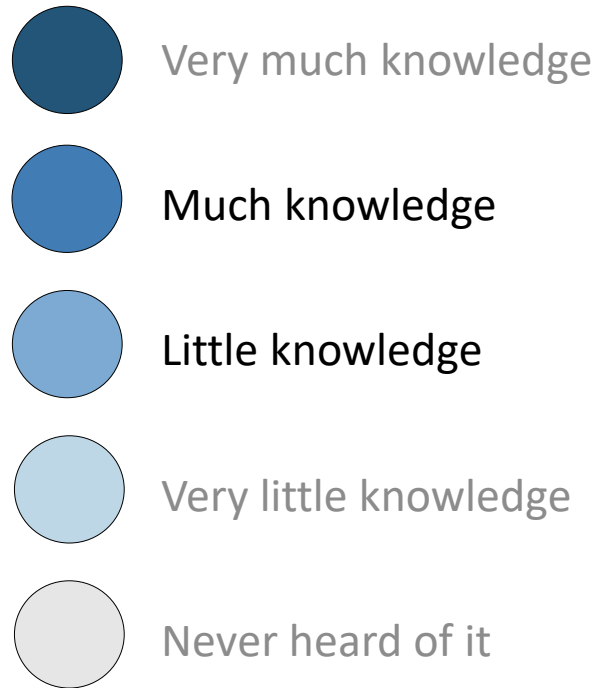 Very much knowledge
Much knowledge
Little knowledge
Very little knowledge
Never heard of it